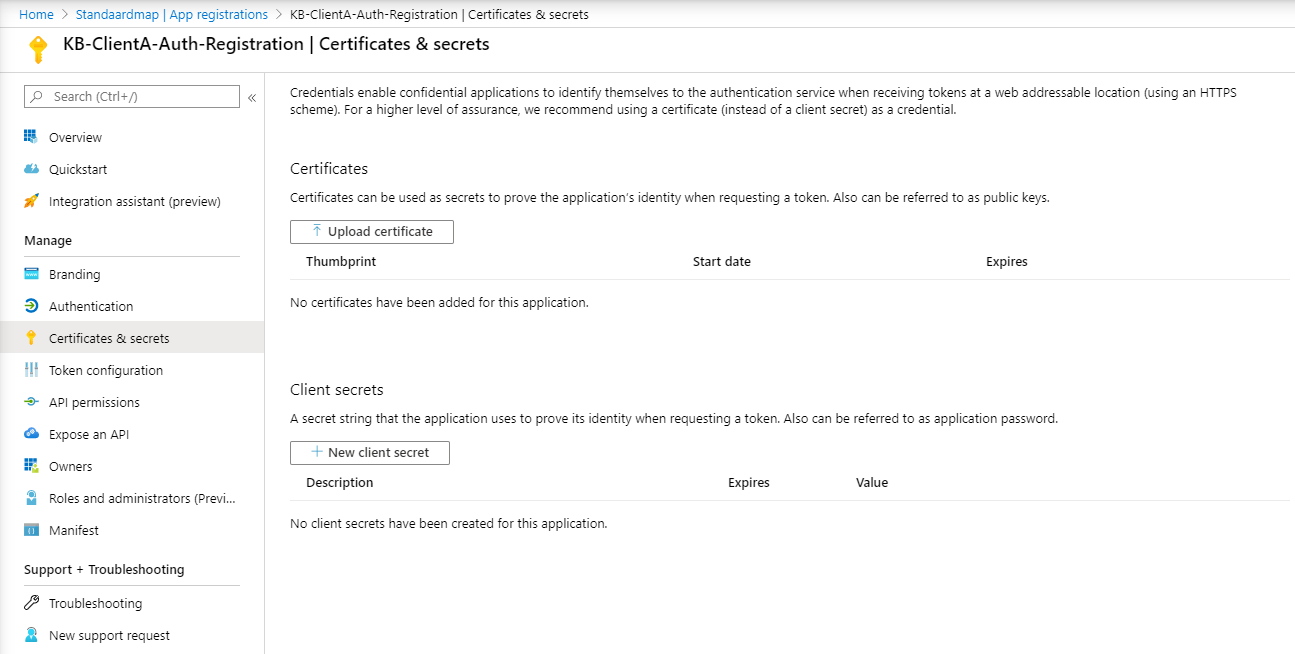 Home > Standaardmap | App registrations > KB-ClientA-Auth-Registration | Certificates & secrets
KB-ClientA-Auth-Registration | Certificates & secrets
Search (Ctrl+/)
«
Overview
Quickstart
Integration assistant (preview)
Manage
Branding
Authentication
Certificates & secrets
Token configuration
API permissions
Expose an API
Owners
Roles and administrators (Previ...
Manifest
Support + Troubleshooting
Troubleshooting
New support request
Credentials enable confidential applications to identify themselves to the authentication service when receiving tokens at a web addressable location (using an HTTPS
scheme). For a higher level of assurance, we recommend using a certificate (instead of a client secret) as a credential.
Certificates
Certificates can be used as secrets to prove the application's identity when requesting a token. Also can be referred to as public keys.
Upload certificate
Thumbprint Start date Expires
No certificates have been added for this application.
Client secrets
A secret string that the application uses to prove its identity when requesting a token. Also can be referred to as application password.
New client secret
Description Expires Value
No client secrets have been created for this application.